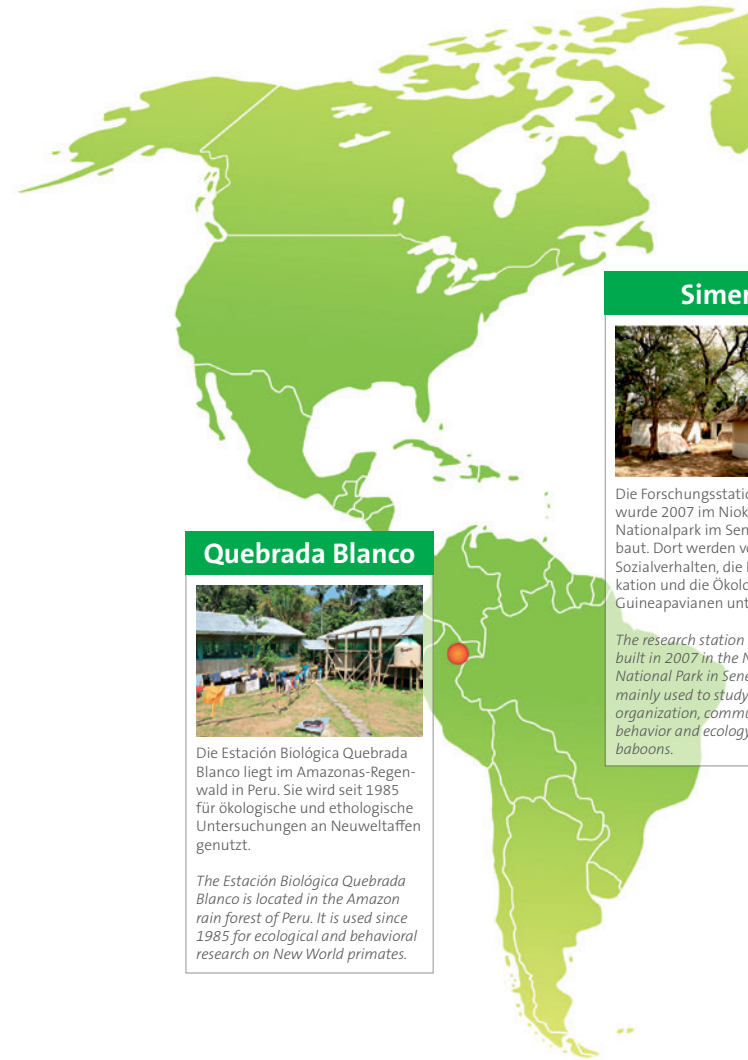 Quebrada Blanco
Die Estación Biológica Quebrada
Blanco liegt im Amazonas-Regen-
wald in Peru. Sie wird seit 1985
für ökologische und ethologische
Untersuchungen an Neuweltaffen
genutzt.
The Estación Biológica Quebrada
Blanco is located in the Amazon
rain forest of Peru. It is used since
1985 for ecological and behavioral
research on New World primates.
Simen
Die Forschungsstatio
wurde 2007 im Niok
Nationalpark im Sen
baut. Dort werden vo
Sozialverhalten, die
kation und die Ökolo
Guineapavianen unt
The research station
built in 2007 in the N
National Park in Sene
mainly used to study
organization, commu
behavior and ecology
baboons.